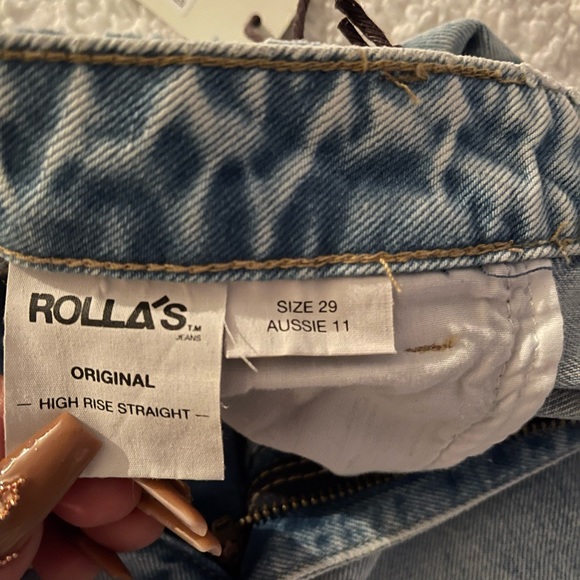 ROLLA'S TM
JEANS
ORIGINAL
— HIGH RISE STRAIGHT —
SIZE 29
AUSSIE 11